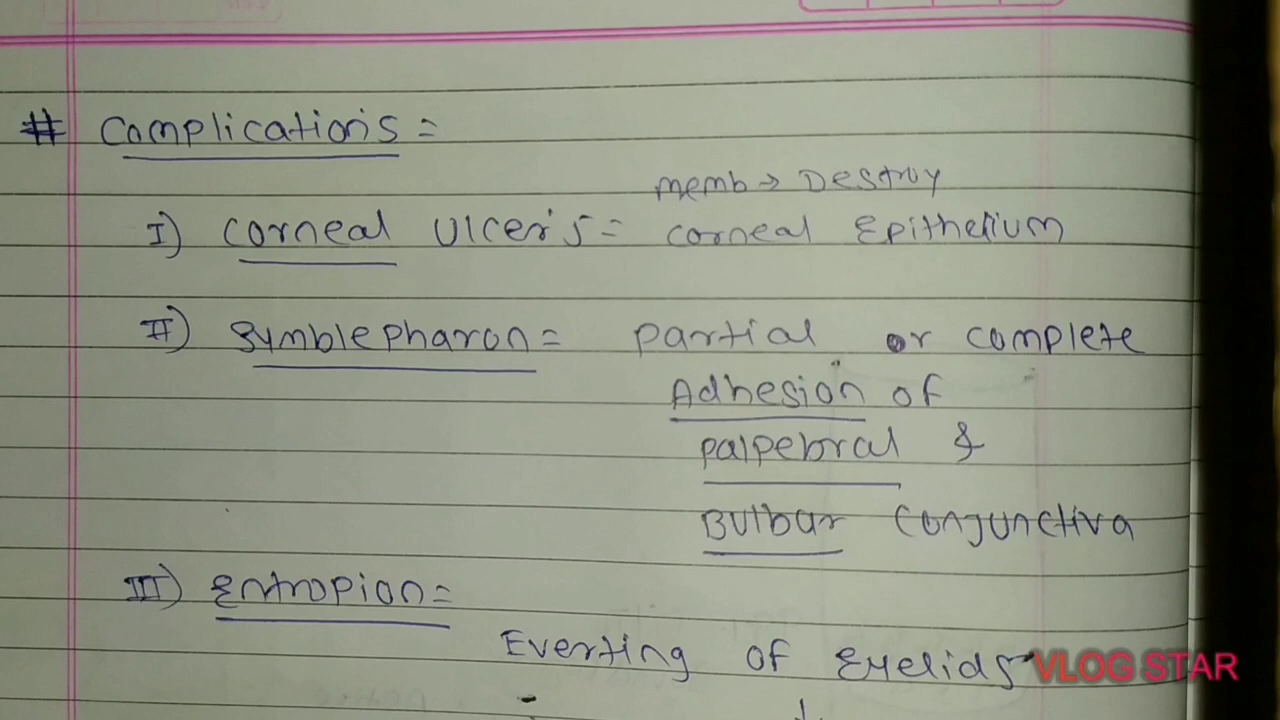 # Complications =
memb → Destroy
I) Corneal Ulcer's = corneal Epithelium
II) Symblepharon = partial or complete
Adhesion of
palpebral &
Bulbar Conjunctiva
III) Entropion =
Everting of Eyelids
VLOG STAR